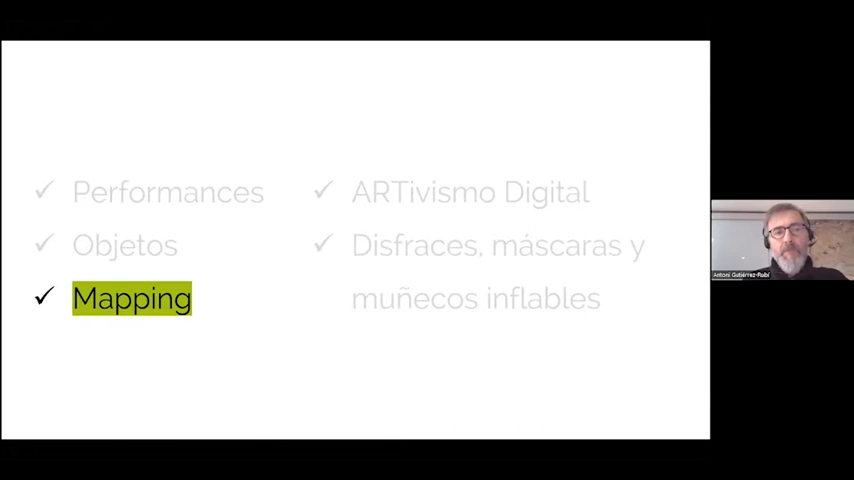 Performances
Objetos
Mapping
ARTivismo Digital
Disfraces, máscaras y
muñecos inflables
Antoni Gutiérrez-Rubí